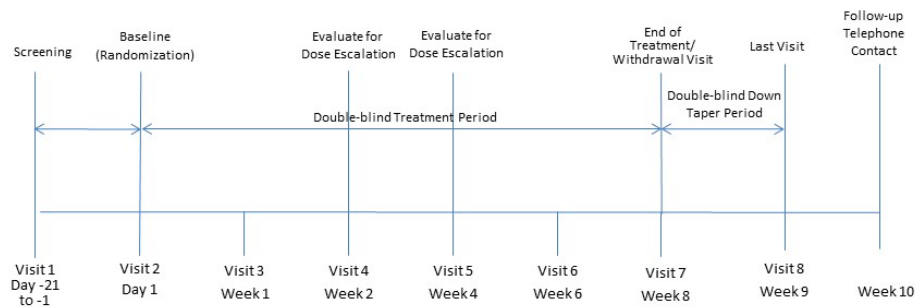 Screening
Baseline
(Randomization)
Evaluate for
Dose Escalation
Evaluate for
Dose Escalation
End of
Treatment/
Withdrawal Visit
Last Visit
Follow-up
Telephone
Contact
Double-blind Treatment Period
Double-blind Down
Taper Period
Visit 1
Day -21
to -1
Visit 2
Day 1
Visit 3
Week 1
Visit 4
Week 2
Visit 5
Week 4
Visit 6
Week 6
Visit 7
Week 8
Visit 8
Week 9
Week 10